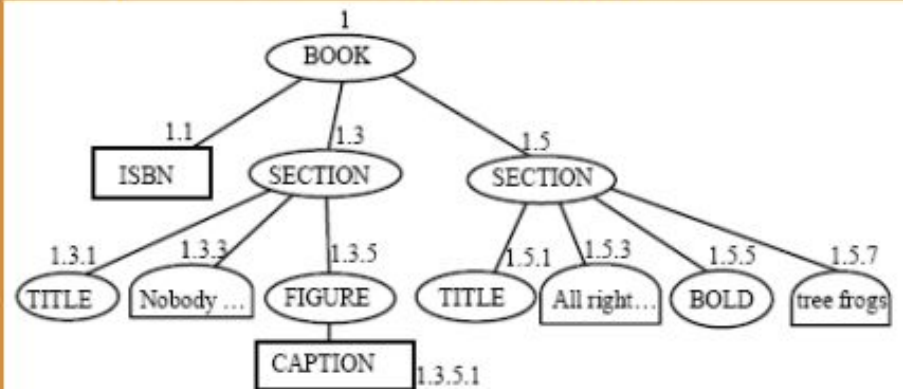 1
BOOK
1.1 1.3 1.5
ISBN SECTION SECTION
1.3.1 1.3.3 1.3.5 1.5.1 1.5.3 1.5.5 1.5.7
TITLE Nobody ... FIGURE TITLE All right... BOLD tree frogs
CAPTION 1.3.5.1